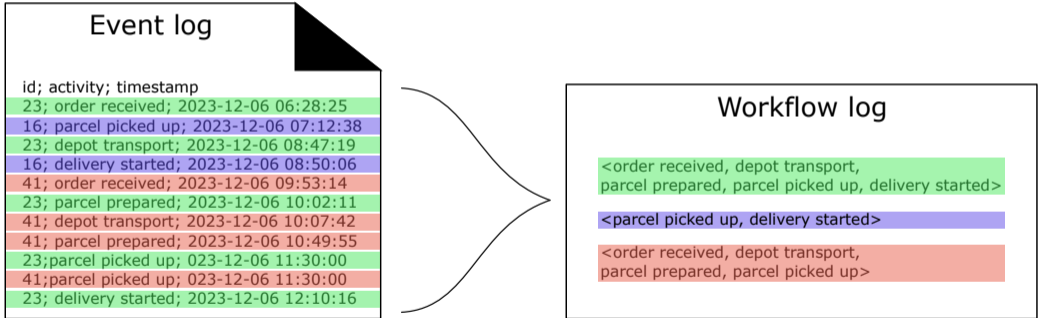 Event log
id; activity; timestamp
23; order received; 2023-12-06 06:28:25
16; parcel picked up; 2023-12-06 07:12:38
23; depot transport; 2023-12-06 08:47:19
16; delivery started; 2023-12-06 08:50:06
41; order received; 2023-12-06 09:53:14
23; parcel prepared; 2023-12-06 10:02:11
41; depot transport; 2023-12-06 10:07:42
41; parcel prepared; 2023-12-06 10:49:55
23;parcel picked up; 023-12-06 11:30:00
41;parcel picked up; 023-12-06 11:30:00
23; delivery started; 2023-12-06 12:10:16
Workflow log
<order received, depot transport,
parcel prepared, parcel picked up, delivery started>
<parcel picked up, delivery started>
<order received, depot transport,
parcel prepared, parcel picked up>